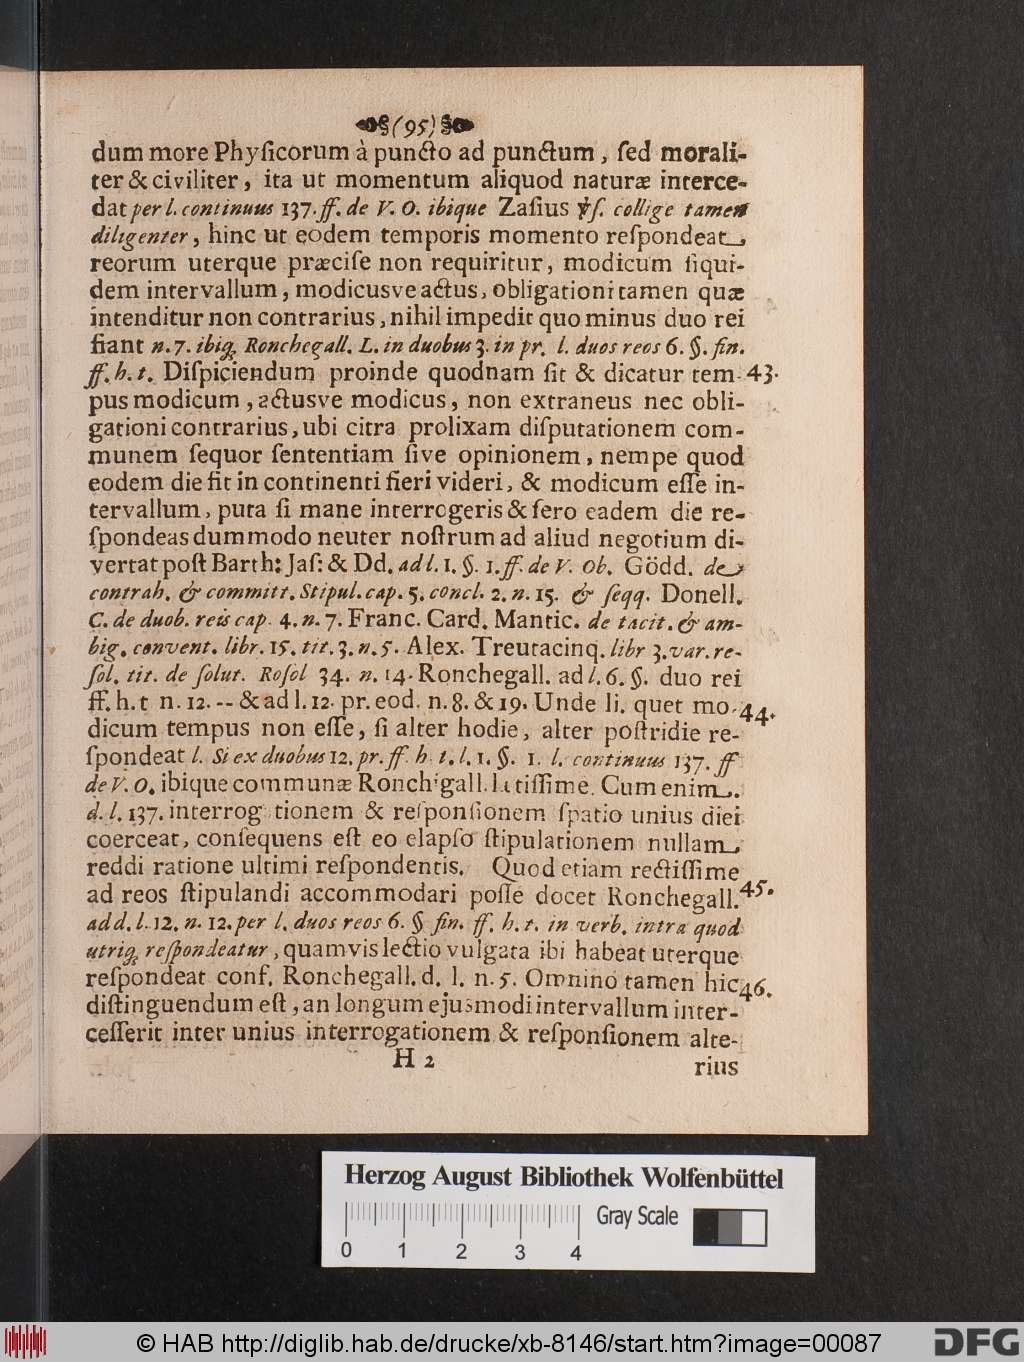 (95)
dum more Phyſicorum à puncto ad punctum, ſed morali-
ter & civiliter, ita ut momentum aliquod naturæ interce-
dat per l. continuus 137. ff. de V. O. ibique Zaſius ꝟſ. collige tamen
diligenter, hinc ut eodem temporis momento reſpondeat,
reorum uterque præciſe non requiritur, modicum ſiqui-
dem intervallum, modicusve actus, obligationi tamen quæ
intenditur non contrarius, nihil impedit quo minus duo rei
fiant n. 7. ibiq; Ronchegall. L. in duobus 3. in pr. l. duos reos 6. §. fin.
ff. h. t. Diſpiciendum proinde quodnam ſit & dicatur tem- 43.
pus modicum, actusve modicus, non extraneus nec obli-
gationi contrarius, ubi citra prolixam diſputationem com-
munem ſequor ſententiam ſive opinionem, nempe quod
eodem die fit in continenti fieri videri, & modicum eſſe in-
tervallum, puta ſi mane interrogeris & ſero eadem die re-
ſpondeas dummodo neuter noſtrum ad aliud negotium di-
vertat poſt Barth: Jaſ: & Dd. ad l. 1. §. 1. ff. de V. Ob. Gödd. de
contrah. & committ. Stipul. cap. 5. concl. 2. n. 15. & ſeqq. Donell.
C. de duob. reis cap. 4. n. 7. Franc. Card. Mantic. de tacit. & am-
big. convent. libr. 15. tit. 3. n. 5. Alex. Treutacinq. libr 3. var. re-
ſol. tit. de ſolut. Roſol 34. n. 14. Ronchegall. ad l. 6. §. duo rei
ff. h. t n. 12. -- & ad l. 12. pr. eod. n. 8. & 19. Unde li. quet mo- 44.
dicum tempus non eſſe, ſi alter hodie, alter poſtridie re-
ſpondeat l. Si ex duobus 12. pr. ff. h. t. l. 1. §. 1. l. continuus 137. ff
de V. O. ibique communæ Ronchigall. latiſſime. Cum enim
d. l. 137. interrogationem & reſponſionem ſpatio unius diei
coerceat, conſequens eſt eo elapſo ſtipulationem nullam,
reddi ratione ultimi reſpondentis. Quod etiam rectiſſime
ad reos ſtipulandi accommodari poſſe docet Ronchegall. 45.
ad d. l. 12. n. 12. per l. duos reos 6. § fin. ff. h. t. in verb. intra quod
utriq; reſpondeatur, quamvis lectio vulgata ibi habeat uterque
reſpondeat conf. Ronchegall. d. l. n. 5. Omnino tamen hic 46.
diſtinguendum eſt, an longum ejusmodi intervallum inter-
ceſſerit inter unius interrogationem & reſponſionem alte-
H 2
rius
Herzog August Bibliothek Wolfenbüttel
Gray Scale
0 1 2 3 4
© HAB http://diglib.hab.de/drucke/xb-8146/start.htm?image=00087
DFG